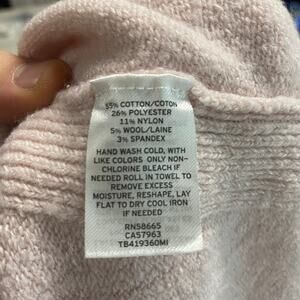 55% COTTON/COTON
26% POLYESTER
11% NYLON
5% WOOL/LAINE
3% SPANDEX
HAND WASH COLD, WITH
LIKE COLORS ONLY NON-
CHLORINE BLEACH IF
NEEDED ROLL IN TOWEL TO
REMOVE EXCESS
MOISTURE, RESHAPE, LAY
FLAT TO DRY COOL IRON
IF NEEDED
RN58665
CA57963
TB419360MI